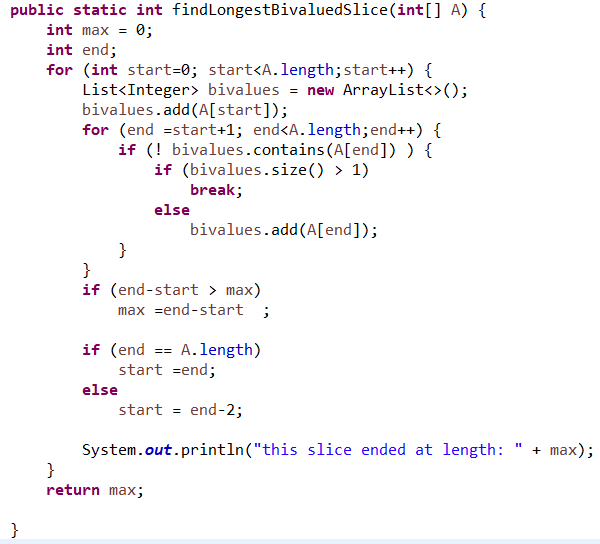 public static int findLongestBivaluedSlice(int[] A) {
    int max = 0;
    int end;
    for (int start=0; start<A.length;start++) {
        List<Integer> bivalues = new ArrayList<>();
        bivalues.add(A[start]);
        for (end =start+1; end<A.length;end++) {
            if (! bivalues.contains(A[end]) ) {
                if (bivalues.size() > 1)
                    break;
                else
                    bivalues.add(A[end]);
            }
        }
        if (end-start > max)
            max =end-start  ;

        if (end == A.length)
            start =end;
        else
            start = end-2;

        System.out.println("this slice ended at length: " + max);
    }
    return max;

}